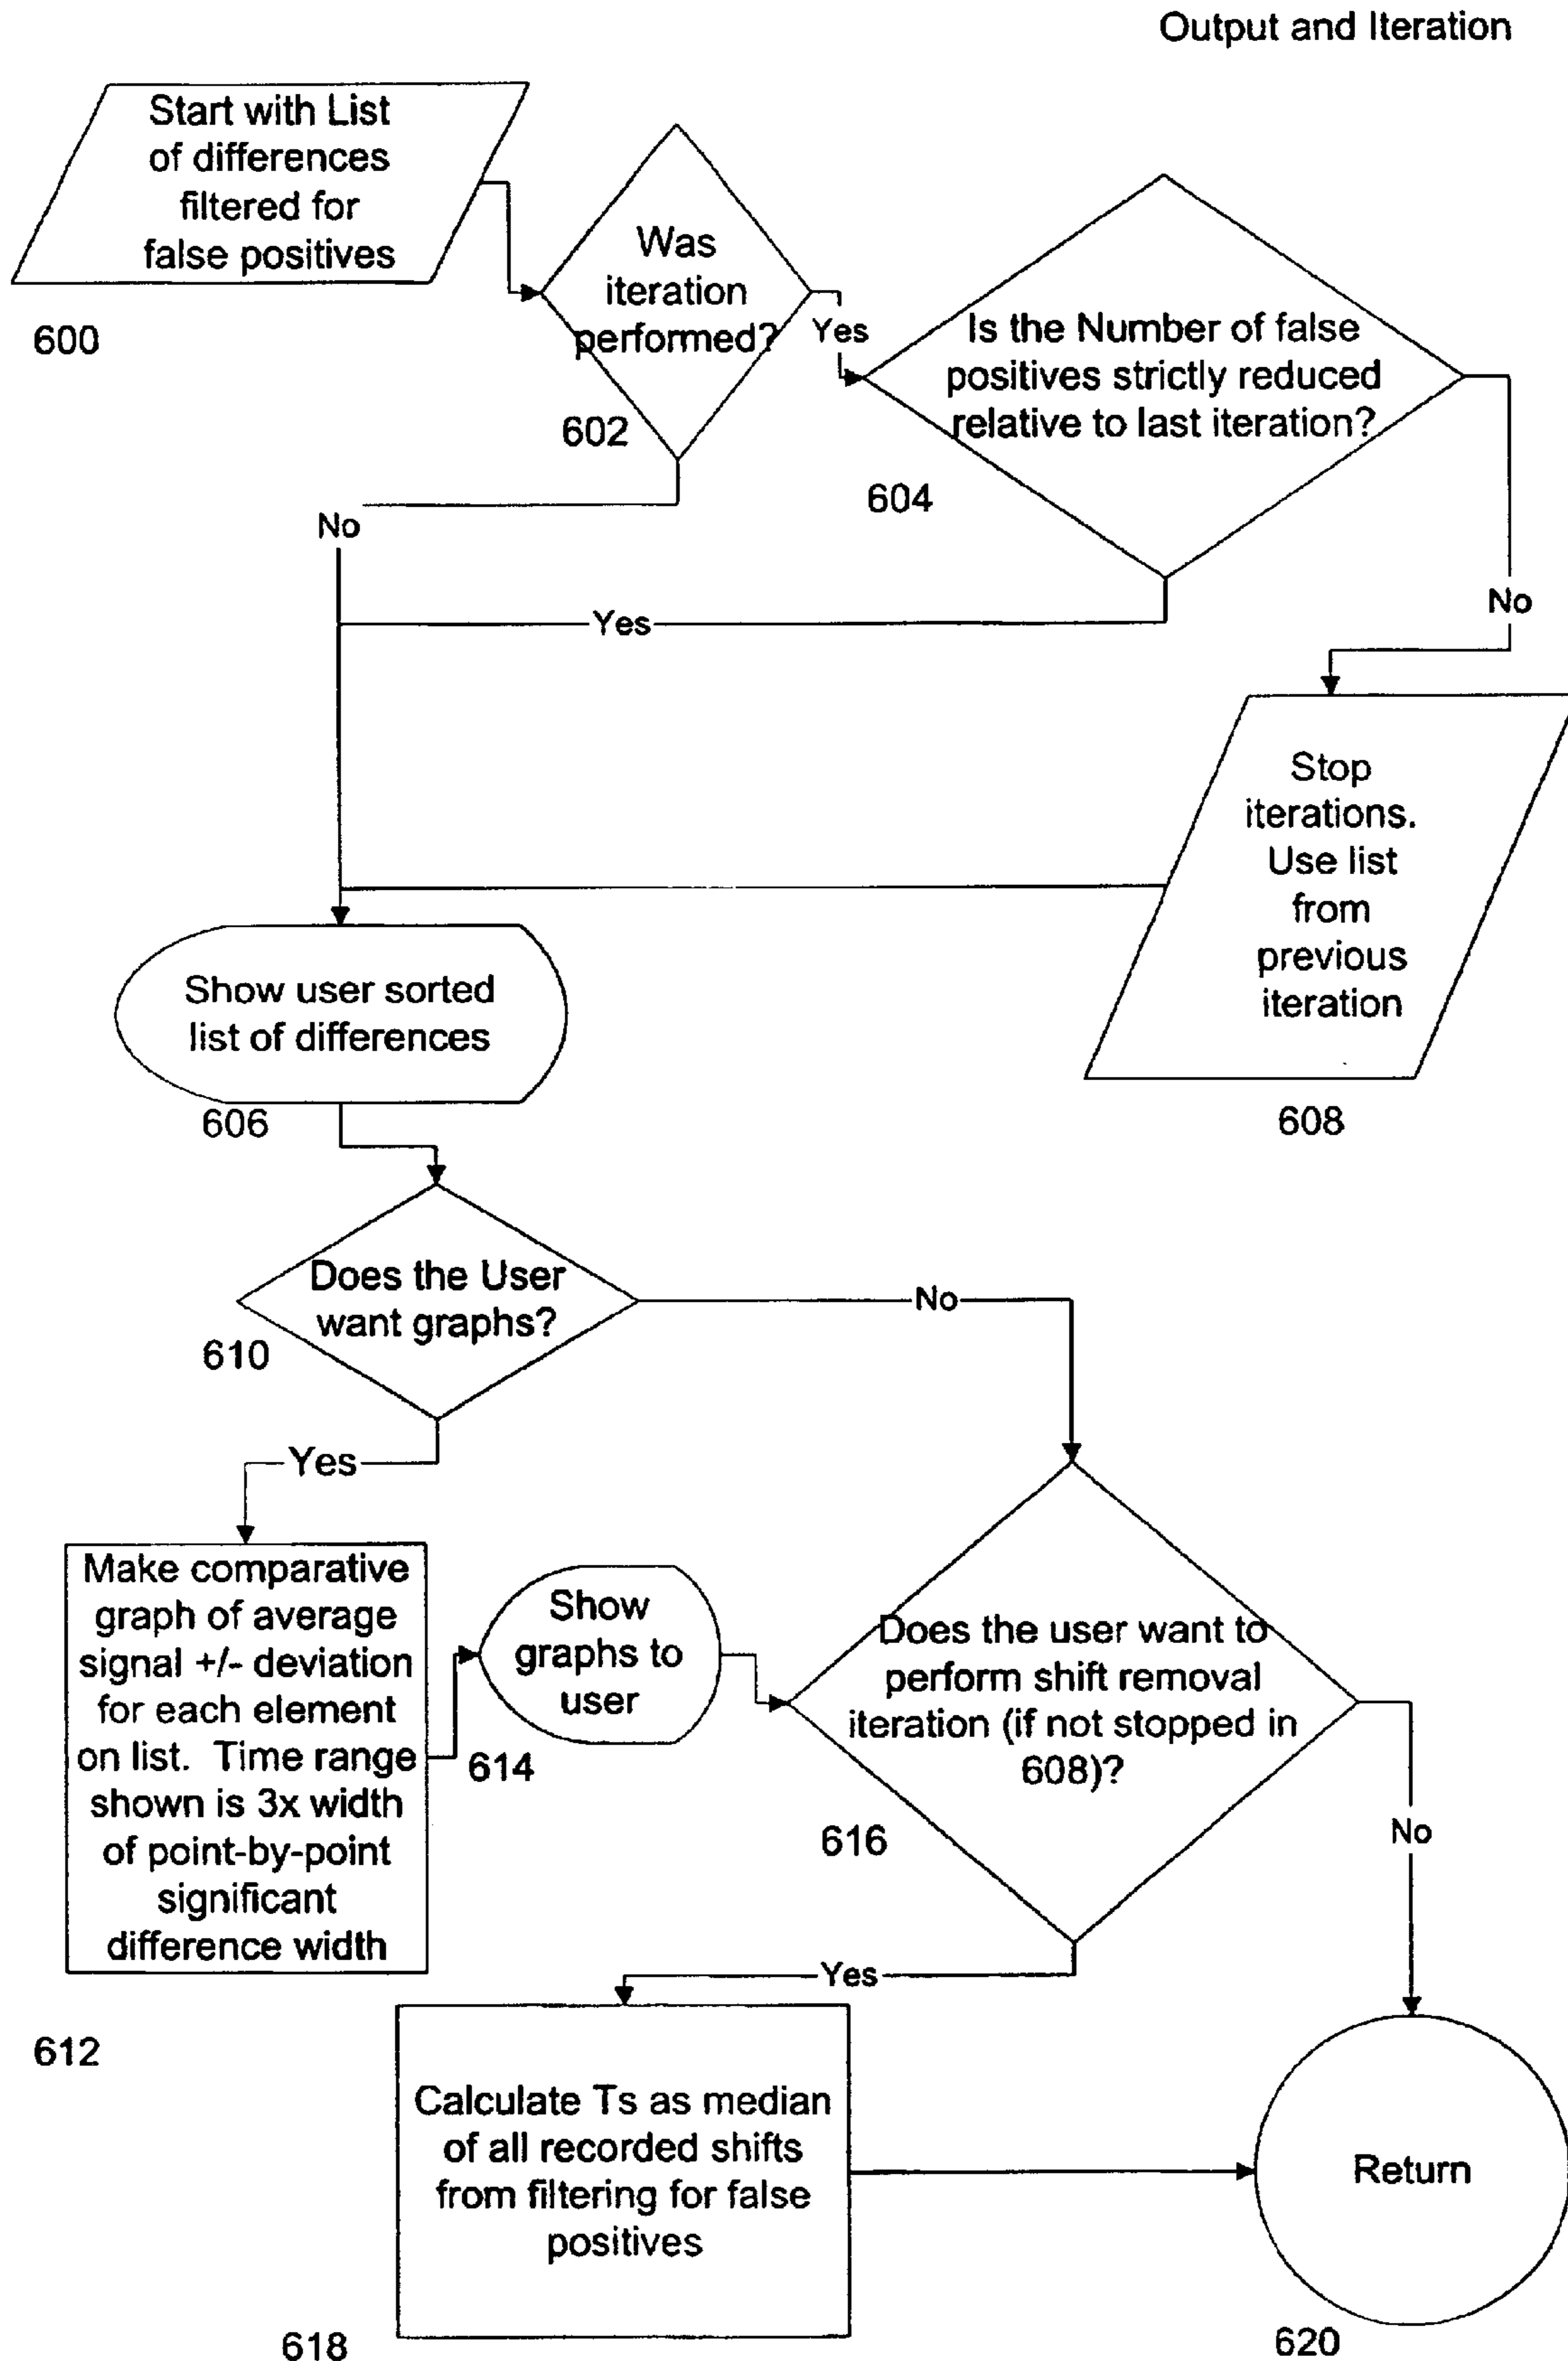 Output and Iteration
Start with List
of differences
filtered for
false positives
600
Was
iteration
performed?
602
Yes
Is the Number of false
positives strictly reduced
relative to last iteration?
604
No
Yes
No
Stop
iterations.
Use list
from
previous
iteration
608
Show user sorted
list of differences
606
Does the User
want graphs?
610
No
Yes
Make comparative
graph of average
signal +/- deviation
for each element
on list. Time range
shown is 3x width
of point-by-point
significant
difference width
612
Show
graphs to
user
614
Does the user want to
perform shift removal
iteration (if not stopped in
608)?
616
No
Yes
Calculate Ts as median
of all recorded shifts
from filtering for false
positives
618
Return
620